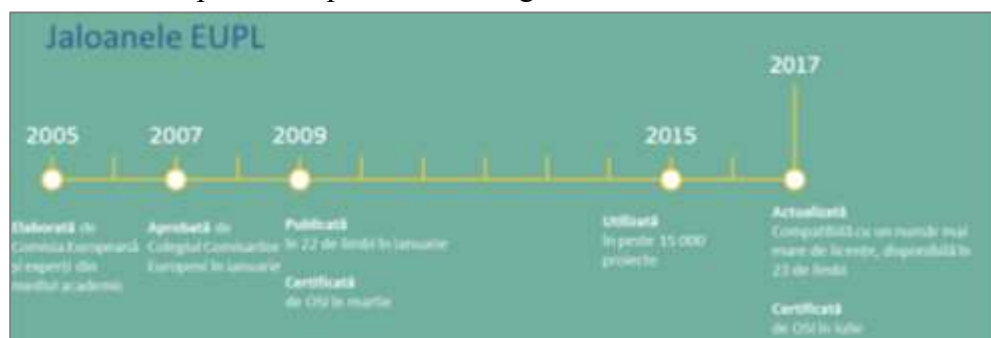 Jaloanele EUPL
2017
2005
2007
2009
2015
Elaborată de
Comisia Europeană
și experți din
mediul academic
Aprobată de
Colegiul Comisarilor
Europeni în ianuarie
Publicată
în 22 de limbi în ianuarie
Certificată
de OSI în martie
Utilizată
în peste 15 000
proiecte
Actualizată
Compatibilă cu un număr mai
mare de licențe, disponibilă în
23 de limbi
Certificată
de OSI în iulie